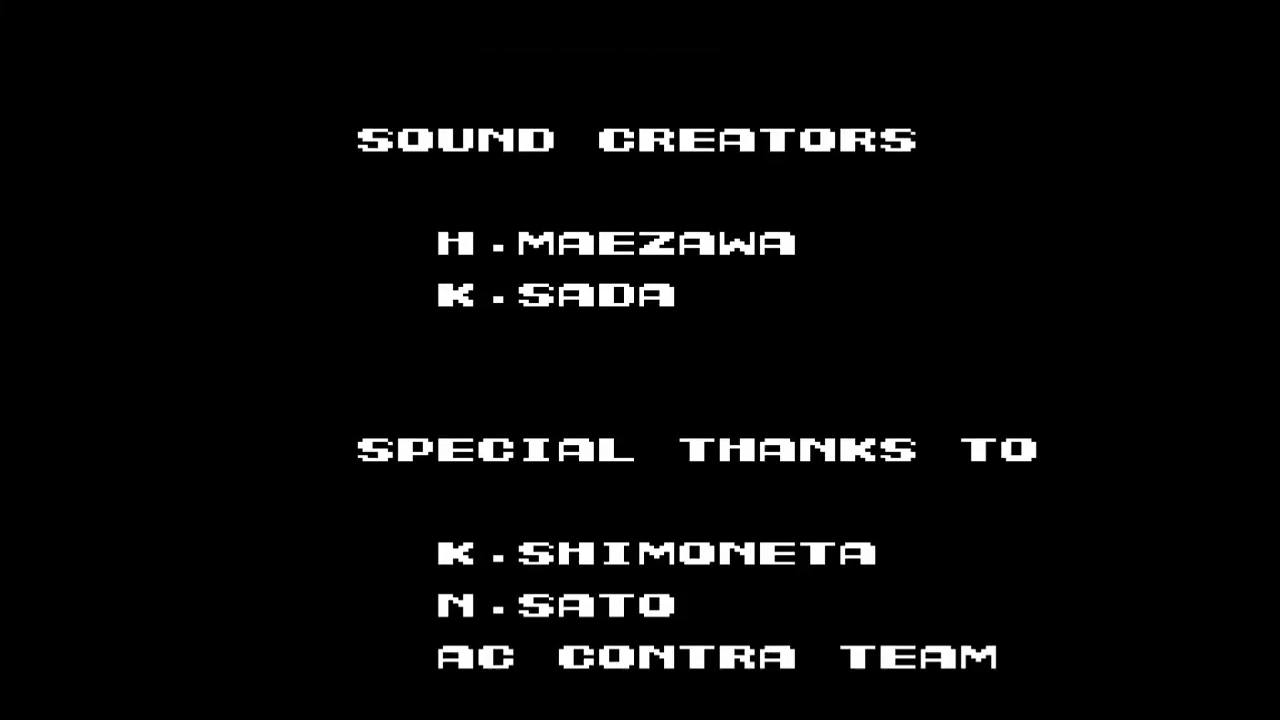 SOUND CREATORS
H.MAEZAWA
K.SADA
SPECIAL THANKS TO
K.SHIMONETA
N.SATO
AC CONTRA TEAM